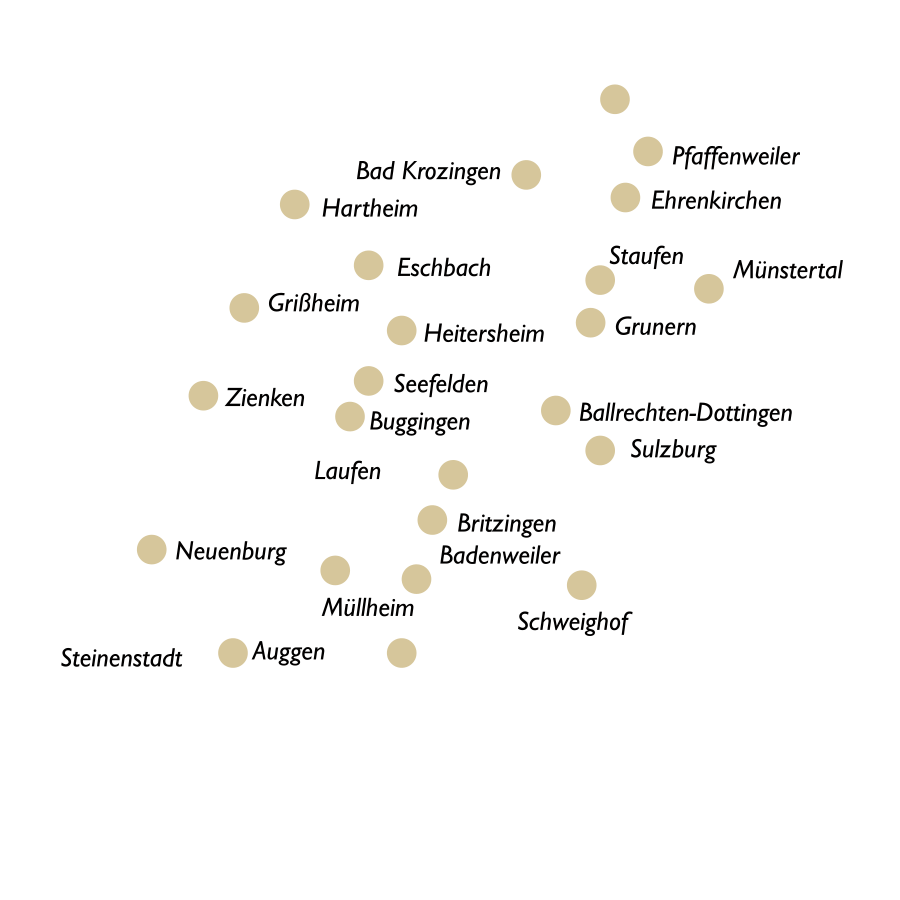 Pfaffenweiler
Bad Krozingen
Ehrenkirchen
Hartheim
Staufen
Eschbach
Münstertal
Grißheim
Grunern
Heitersheim
Seefelden
Zienken
Ballrechten-Dottingen
Buggingen
Sulzburg
Laufen
Britzingen
Neuenburg
Badenweiler
Müllheim
Schweighof
Auggen
Steinenstadt